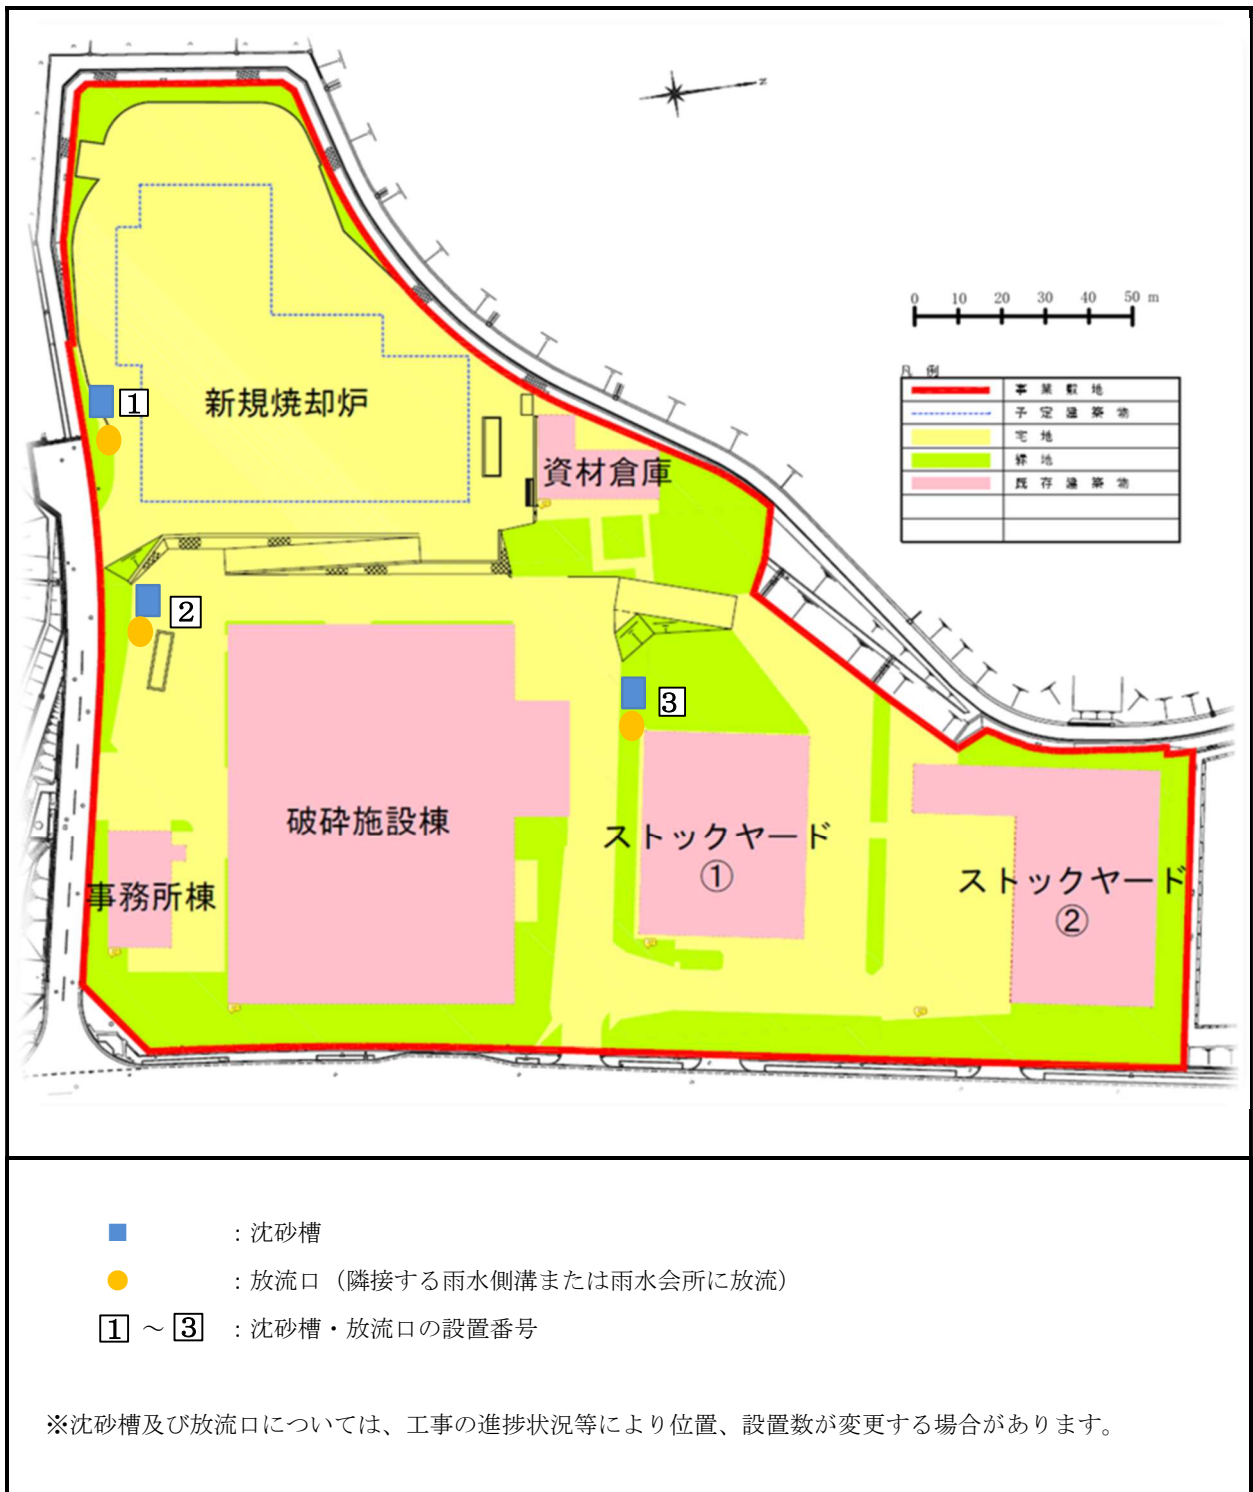 N
0 10 20 30 40 50 m
凡 例
事 業 敷 地
予 定 建 築 物
宅 地
緑 地
既 存 建 築 物
新規焼却炉
1
資材倉庫
2
3
破砕施設棟
ストックヤード
①
事務所棟
ストックヤード
②
：沈砂槽
：放流口（隣接する雨水側溝または雨水会所に放流）
1 ～ 3 ：沈砂槽・放流口の設置番号
※沈砂槽及び放流口については、工事の進捗状況等により位置、設置数が変更する場合があります。